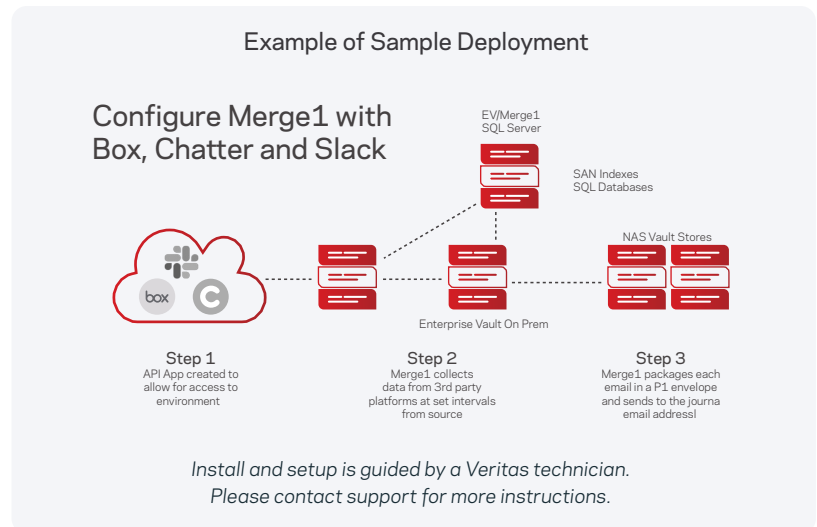 Example of Sample Deployment
Configure Merge1 with
Box, Chatter and Slack
EV/Merge1
SQL Server
SAN Indexes
SQL Databases
NAS Vault Stores
box
C
Enterprise Vault On Prem
Step 1
API App created to
allow for access to
environment
Step 2
Merge1 collects
data from 3rd party
platforms at set intervals
from source
Step 3
Merge1 packages each
email in a P1 envelope
and sends to the journa
email addressl
Install and setup is guided by a Veritas technician.
Please contact support for more instructions.